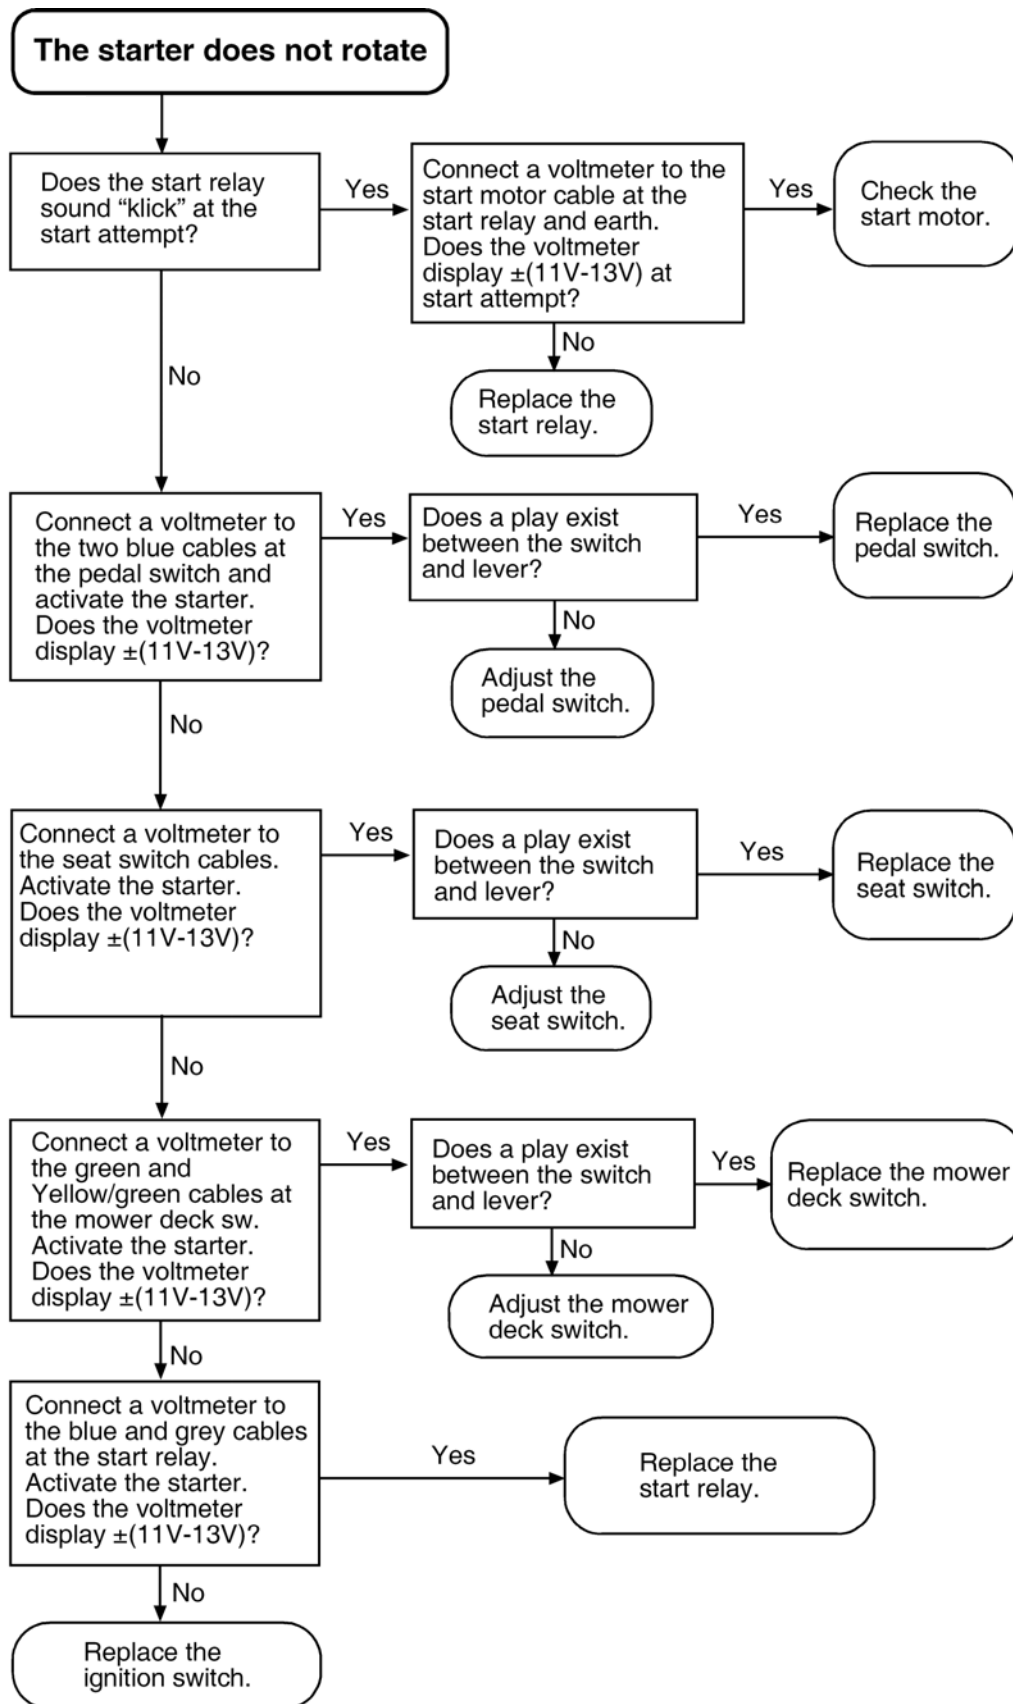 The starter does not rotate
Does the start relay
sound “klick” at the
start attempt?
Yes
Connect a voltmeter to the
start motor cable at the
start relay and earth.
Does the voltmeter
display ±(11V-13V) at
start attempt?
Yes
Check the
start motor.
No
Replace the
start relay.
No
Connect a voltmeter to
the two blue cables at
the pedal switch and
activate the starter.
Does the voltmeter
display ±(11V-13V)?
Yes
Does a play exist
between the switch
and lever?
Yes
Replace the
pedal switch.
No
Adjust the
pedal switch.
No
Connect a voltmeter to
the seat switch cables.
Activate the starter.
Does the voltmeter
display ±(11V-13V)?
Yes
Does a play exist
between the switch
and lever?
Yes
Replace the
seat switch.
No
Adjust the
seat switch.
No
Connect a voltmeter to
the green and
Yellow/green cables at
the mower deck sw.
Activate the starter.
Does the voltmeter
display ±(11V-13V)?
Yes
Does a play exist
between the switch
and lever?
Yes
Replace the mower
deck switch.
No
Adjust the mower
deck switch.
No
Connect a voltmeter to
the blue and grey cables
at the start relay.
Activate the starter.
Does the voltmeter
display ±(11V-13V)?
Yes
Replace the
start relay.
No
Replace the
ignition switch.